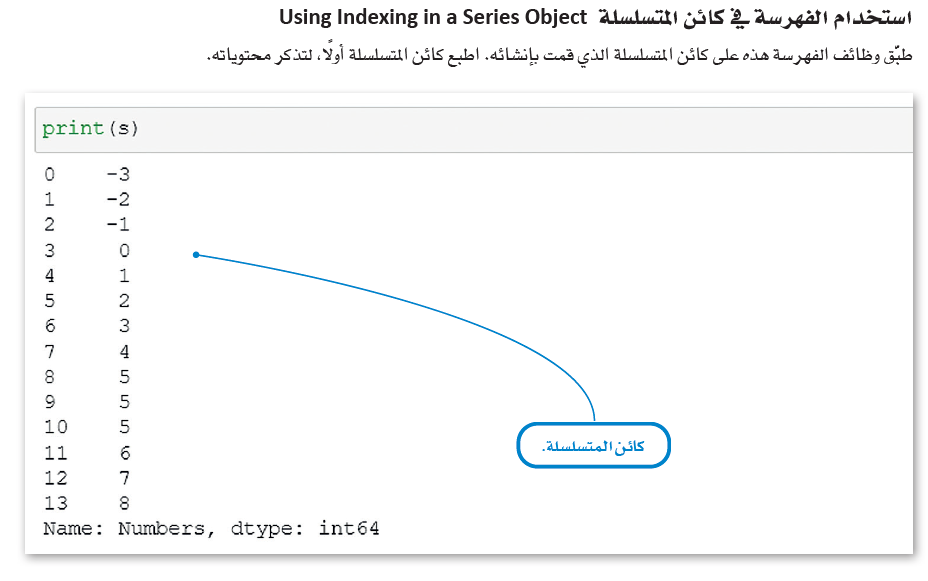 استخدام الفهرسة في كائن المتسلسلة Using Indexing in a Series Object
طبِّق وظائف الفهرسة هذه على كائن المتسلسلة الذي قمت بإنشائه. اطبع كائن المتسلسلة أولًا، لتذكر محتوياته.
print(s)
0 -3
1 -2
2 -1
3 0
4 1
5 2
6 3
7 4
8 5
9 5
10 5
11 6
12 7
13 8
Name: Numbers, dtype: int64
كائن المتسلسلة.